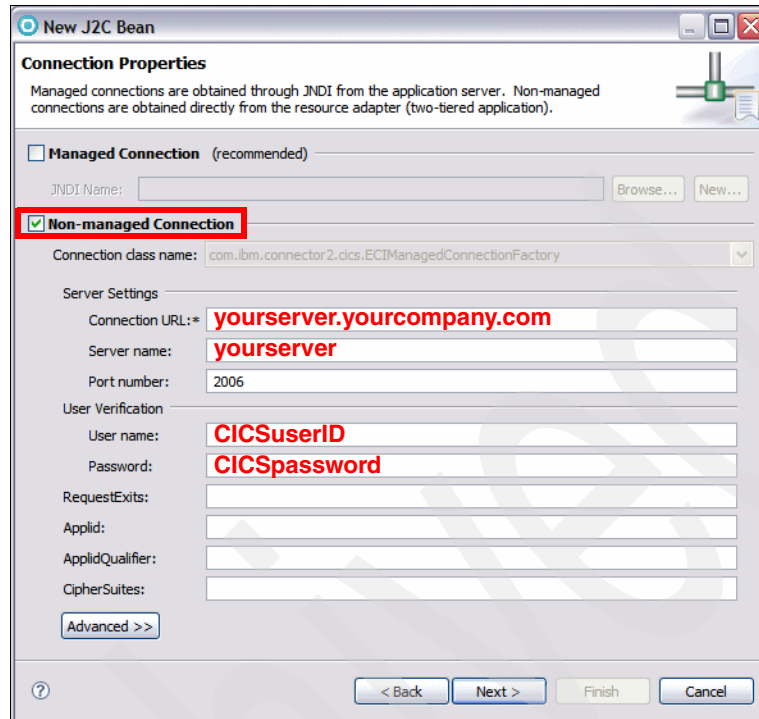 New J2C Bean
Connection Properties
Managed connections are obtained through JNDI from the application server. Non-managed
connections are obtained directly from the resource adapter (two-tiered application).
Managed Connection (recommended)
JNDI Name: Browse... New...
Non-managed Connection
Connection class name: com.ibm.connector2.cics.ECIManagedConnectionFactory
Server Settings
Connection URL:* yourserver.yourcompany.com
Server name: yourserver
Port number: 2006
User Verification
User name: CICSuserID
Password: CICSpassword
RequestExits:
Applid:
ApplidQualifier:
CipherSuites:
Advanced >>
? < Back Next > Finish Cancel